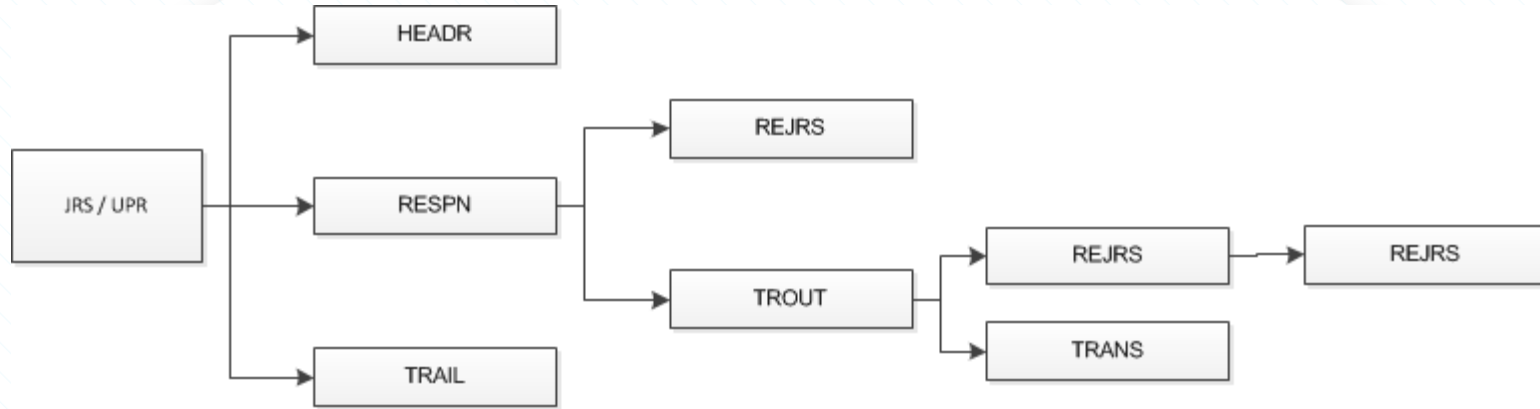 HEADR
REJRS
JRS / UPR
RESPN
REJRS
REJRS
TROUT
TRANS
TRAIL